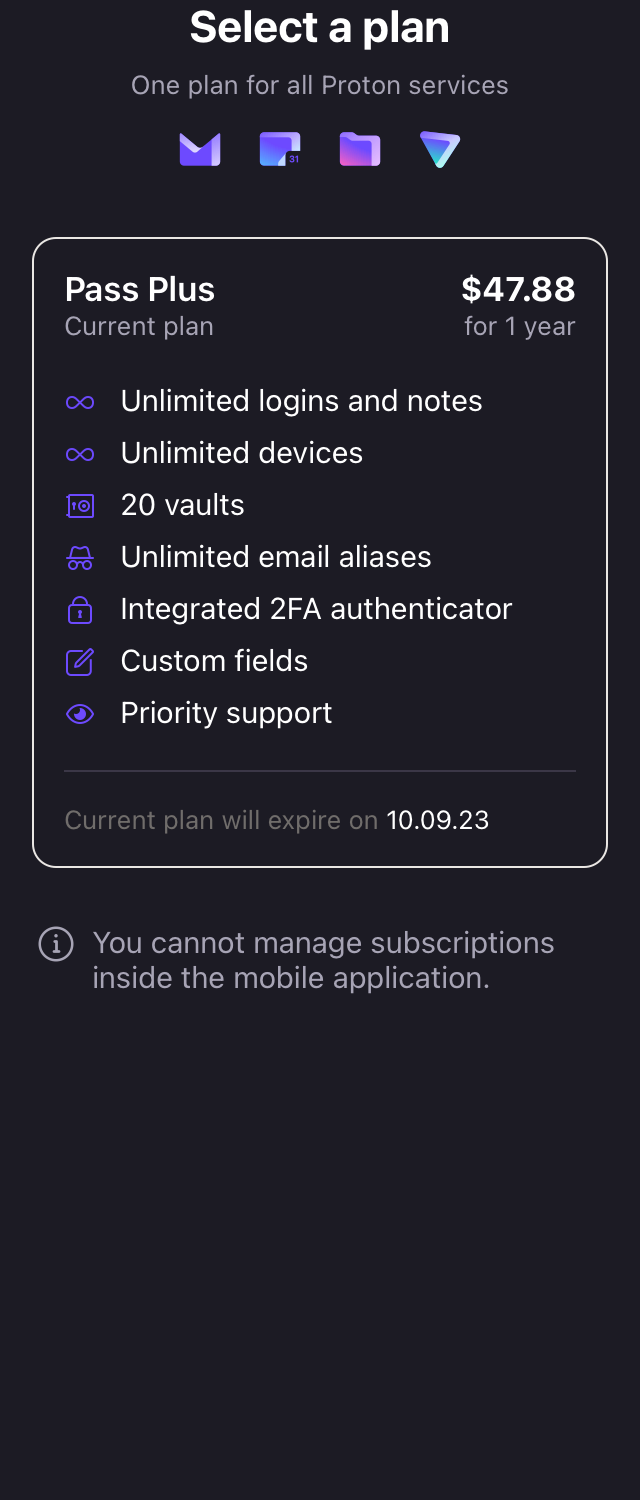 Select a plan
One plan for all Proton services
31
Pass Plus
$47.88
Current plan
for 1 year
Unlimited logins and notes
Unlimited devices
20 vaults
Unlimited email aliases
Integrated 2FA authenticator
Custom fields
Priority support
Current plan will expire on 10.09.23
You cannot manage subscriptions
inside the mobile application.